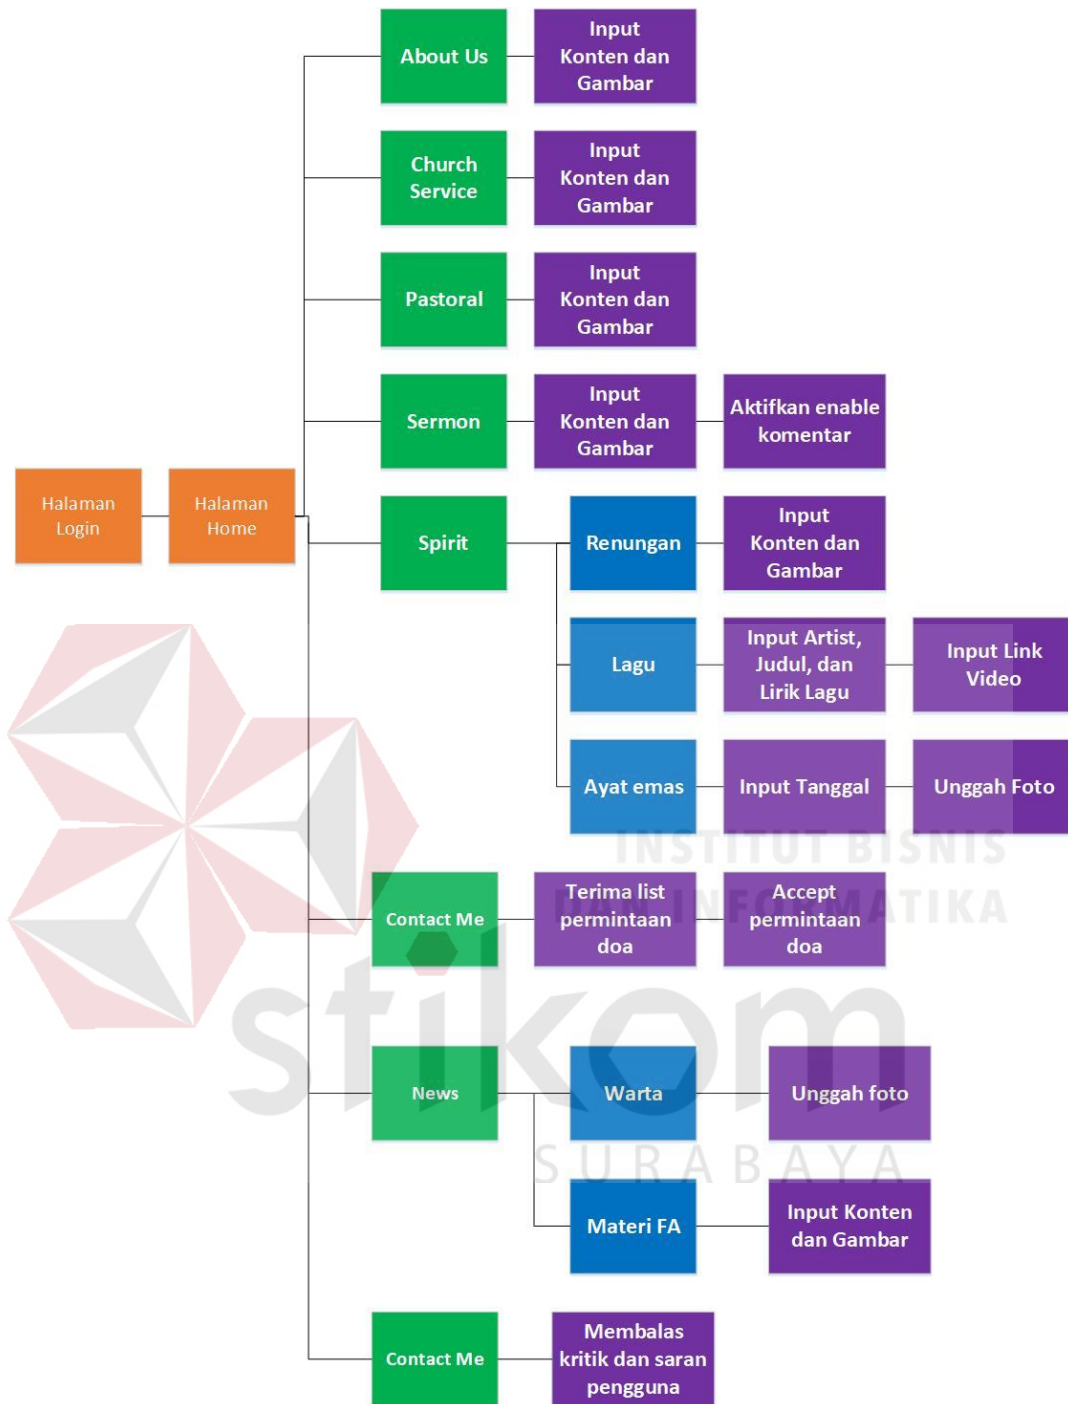 About Us
Input
Konten dan
Gambar
Church
Service
Input
Konten dan
Gambar
Pastoral
Input
Konten dan
Gambar
Sermon
Input
Konten dan
Gambar
Aktifkan enable
komentar
Halaman
Login
Halaman
Home
Spirit
Renungan
Input
Konten dan
Gambar
Lagu
Input Artist,
Judul, dan
Lirik Lagu
Input Link
Video
Ayat emas
Input Tanggal
Unggah Foto
INSTITUT BISNIS
DAN INFORMATIKA
Contact Me
Terima list
permintaan
doa
Accept
permintaan
doa
stikom
SURABAYA
News
Warta
Unggah foto
Materi FA
Input Konten
dan Gambar
Contact Me
Membalas
kritik dan saran
pengguna